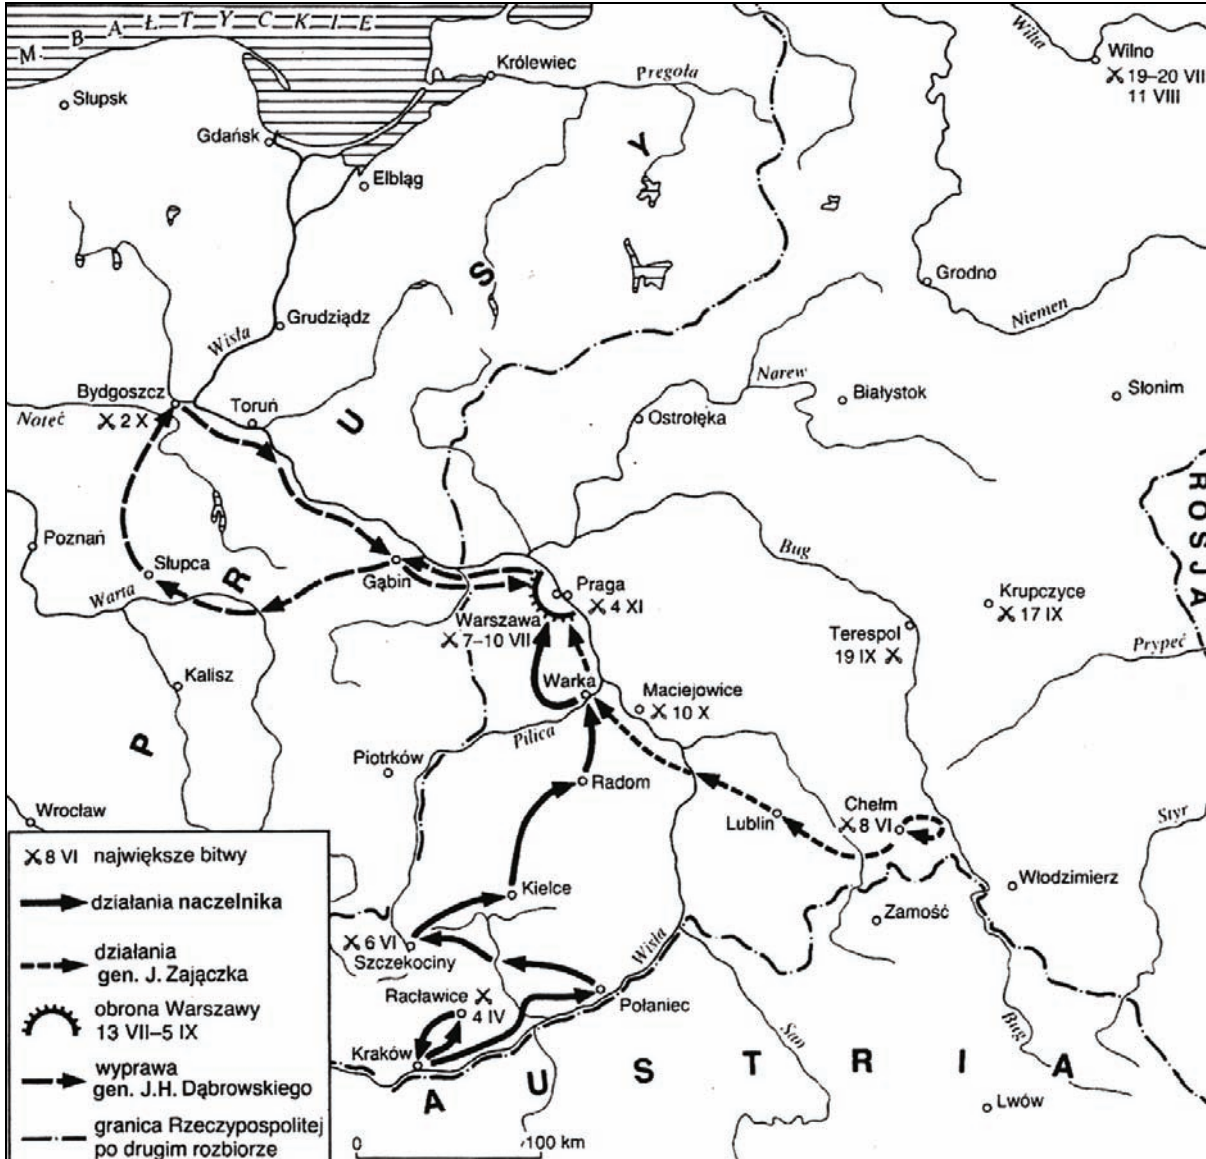 M. BAŁTYCKIE
Słupsk
Gdańsk
Elbląg
Królewiec
Pregoła
Wilia
Wilno
19–20 VII
11 VIII
Grodno
Niemen
Grudziądz
Wisła
Bydgoszcz
2 X
Noteć
Toruń
Ostrołęka
Narew
Białystok
Słonim
PRUSY
ROSJA
Poznań
Słupca
Warta
Gąbin
Bug
Praga
4 XI
Warszawa
7–10 VII
Krupczyce
17 IX
Terespol
19 IX
Prypeć
Kalisz
Warka
Maciejowice
10 X
Pilica
Piotrków
Radom
Wrocław
Lublin
Chełm
8 VI
Styr
Kielce
Włodzimierz
Zamość
6 VI
Szczekociny
Wisła
Racławice
4 IV
Połaniec
Kraków
San
Bug
AUSTRIA
Lwów
8 VI największe bitwy
działania naczelnika
działania
gen. J. Zajączka
obrona Warszawy
13 VII–5 IX
wyprawa
gen. J.H. Dąbrowskiego
granica Rzeczypospolitej
po drugim rozbiorze
0 100 km